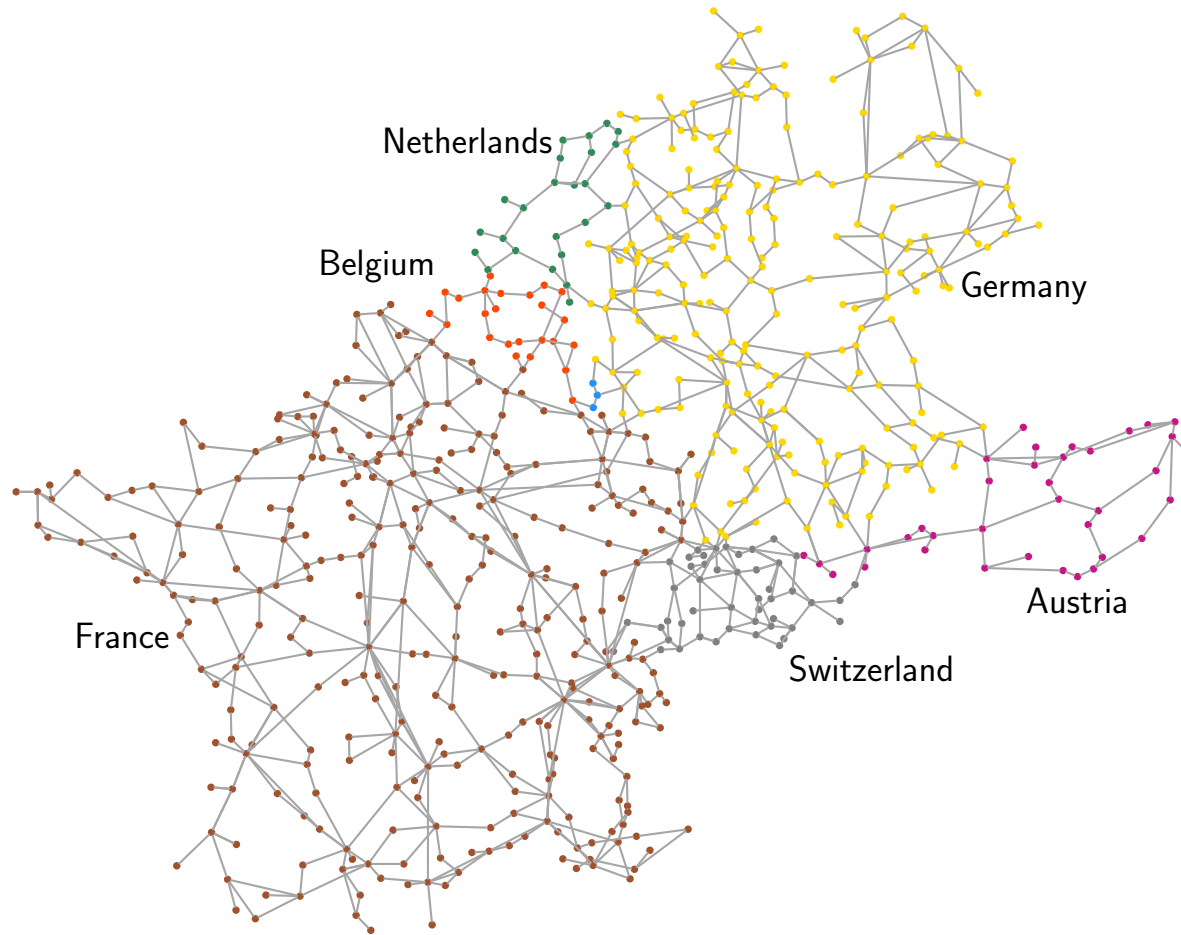 Netherlands
Belgium
Germany
Austria
France
Switzerland